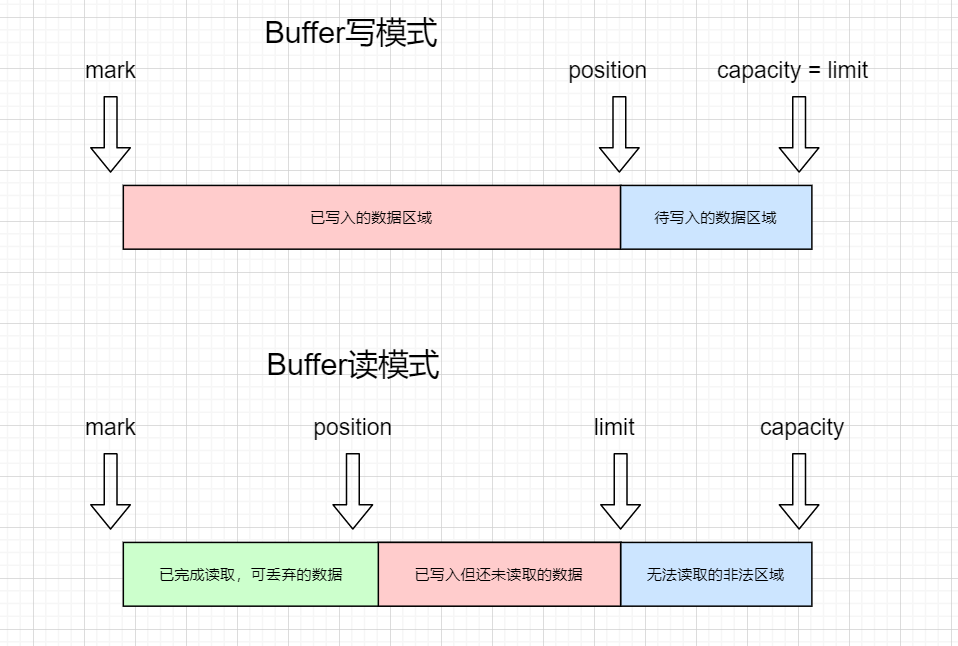 Buffer写模式
mark
position
capacity = limit
已写入的数据区域
待写入的数据区域
Buffer读模式
mark
position
limit
capacity
已完成读取，可丢弃的数据
已写入但还未读取的数据
无法读取的非法区域